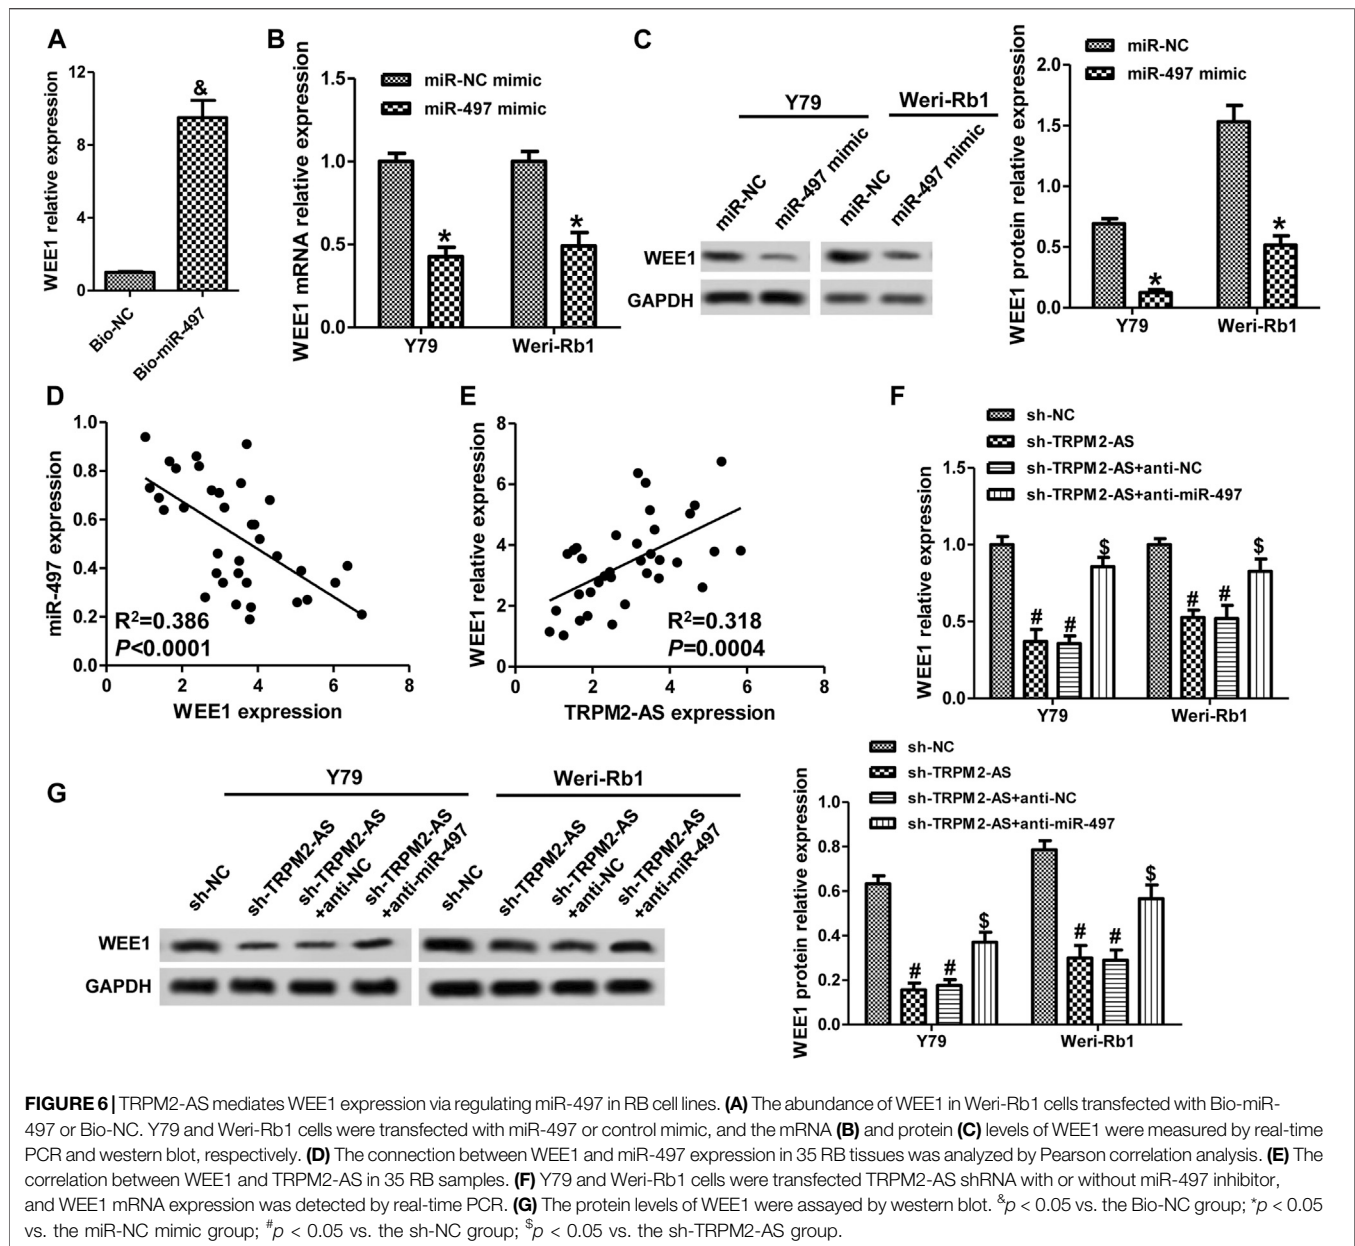 A
WEE1 relative expression
12
8
4
0
&
Bio-NC
Bio-miR-497
B
WEE1 mRNA relative expression
1.5
1.0
0.5
0.0
miR-NC mimic
miR-497 mimic
*
*
Y79
Weri-Rb1
C
Y79
Weri-Rb1
miR-NC
miR-497 mimic
miR-NC
miR-497 mimic
WEE1
GAPDH
miR-NC
miR-497 mimic
WEE1 protein relative expression
2.0
1.5
1.0
0.5
0.0
*
*
Y79
Weri-Rb1
D
miR-497 expression
1.0
0.8
0.6
0.4
0.2
0.0
R²=0.386
P<0.0001
0 2 4 6 8
WEE1 expression
E
WEE1 relative expression
8
6
4
2
0
R²=0.318
P=0.0004
0 2 4 6 8
TRPM2-AS expression
F
sh-NC
sh-TRPM2-AS
sh-TRPM2-AS+anti-NC
sh-TRPM2-AS+anti-miR-497
WEE1 relative expression
1.5
1.0
0.5
0.0
# # $
# # $
Y79
Weri-Rb1
G
Y79
Weri-Rb1
sh-NC
sh-TRPM2-AS
sh-TRPM2-AS
+anti-NC
sh-TRPM2-AS
+anti-miR-497
sh-NC
sh-TRPM2-AS
sh-TRPM2-AS
+anti-NC
sh-TRPM2-AS
+anti-miR-497
WEE1
GAPDH
sh-NC
sh-TRPM2-AS
sh-TRPM2-AS+anti-NC
sh-TRPM2-AS+anti-miR-497
WEE1 protein relative expression
1.0
0.8
0.6
0.4
0.2
0.0
# # $
# # $
Y79
Weri-Rb1
FIGURE 6 | TRPM2-AS mediates WEE1 expression via regulating miR-497 in RB cell lines. (A) The abundance of WEE1 in Weri-Rb1 cells transfected with Bio-miR-
497 or Bio-NC. Y79 and Weri-Rb1 cells were transfected with miR-497 or control mimic, and the mRNA (B) and protein (C) levels of WEE1 were measured by real-time
PCR and western blot, respectively. (D) The connection between WEE1 and miR-497 expression in 35 RB tissues was analyzed by Pearson correlation analysis. (E) The
correlation between WEE1 and TRPM2-AS in 35 RB samples. (F) Y79 and Weri-Rb1 cells were transfected TRPM2-AS shRNA with or without miR-497 inhibitor,
and WEE1 mRNA expression was detected by real-time PCR. (G) The protein levels of WEE1 were assayed by western blot. &p < 0.05 vs. the Bio-NC group; *p < 0.05
vs. the miR-NC mimic group; #p < 0.05 vs. the sh-NC group; $p < 0.05 vs. the sh-TRPM2-AS group.